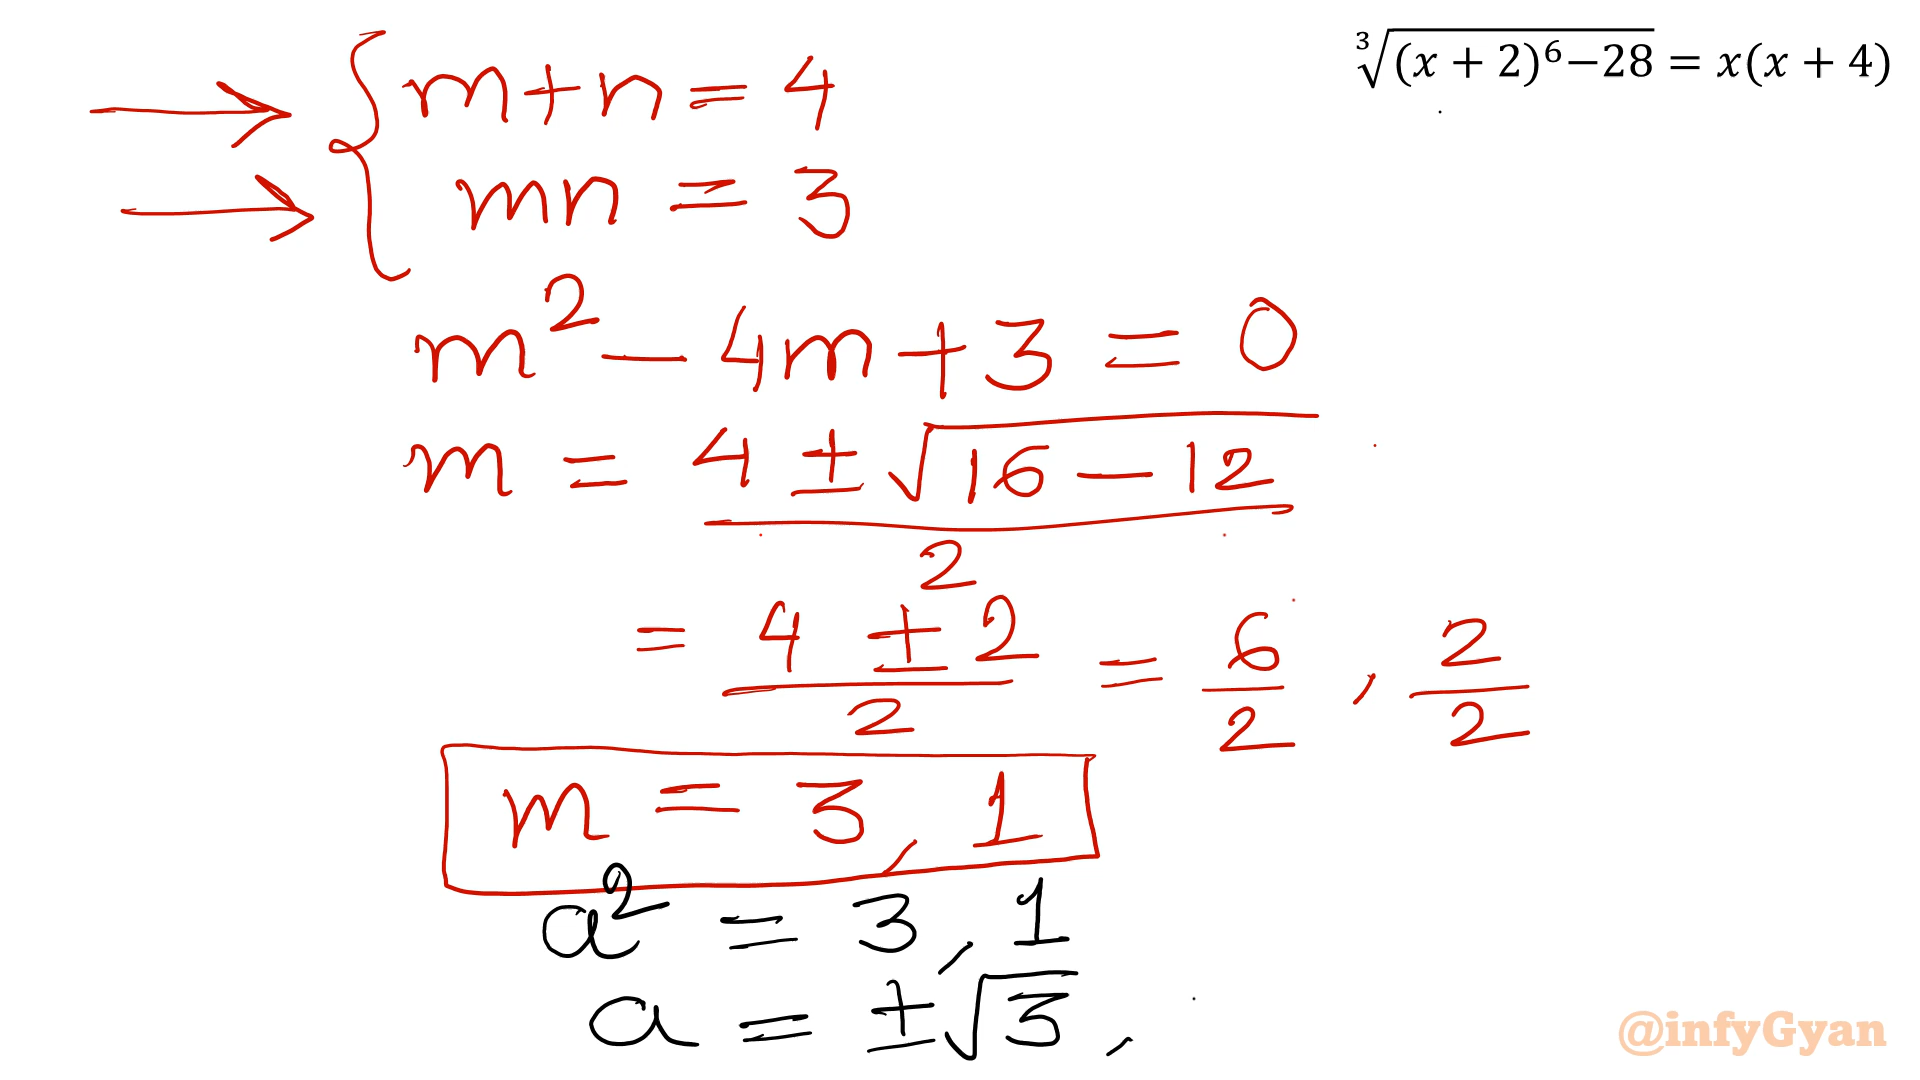 ∛((x + 2)⁶−28) = x(x + 4)
m + n = 4
mn = 3
m² − 4m + 3 = 0
m = (4 ± √(16 − 12))/2
= (4 ± 2)/2 = 6/2 , 2/2
m = 3, 1
a² = 3, 1
a = ±√3,
@infyGyan